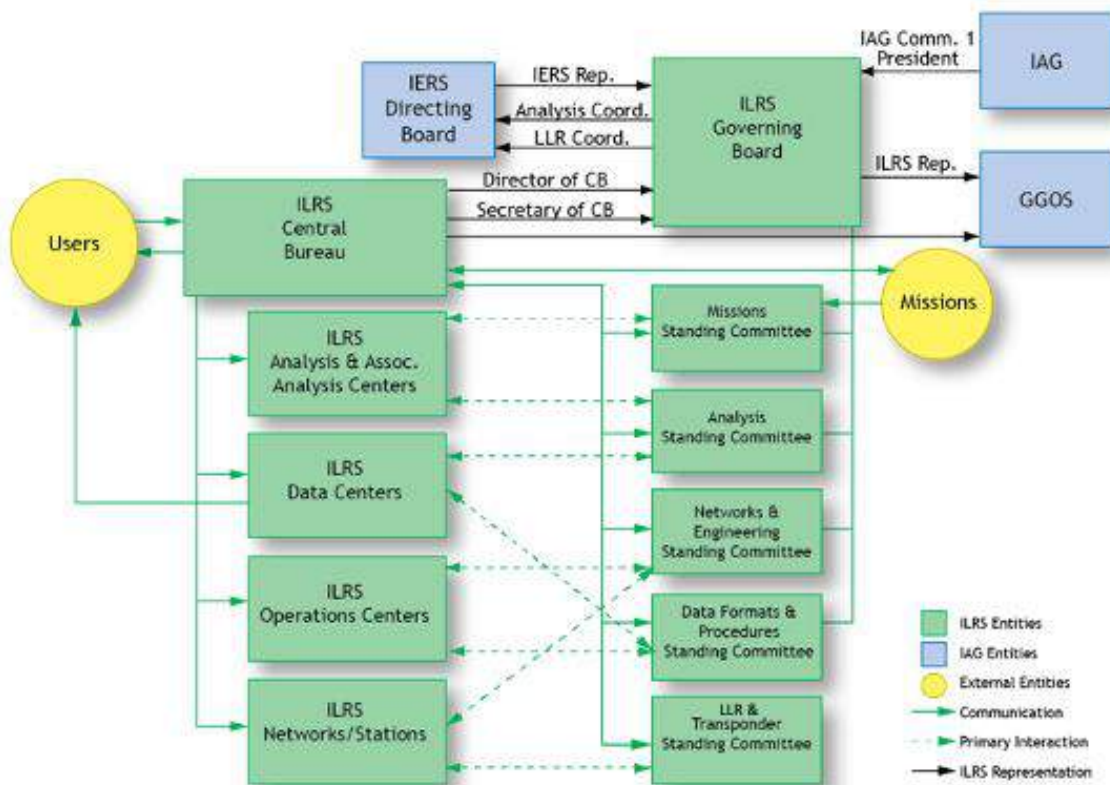 IAG Comm. 1
President
IAG
IERS
Directing
Board
IERS Rep.
Analysis Coord.
LLR Coord.
ILRS
Governing
Board
ILRS Rep.
GGOS
Director of CB
Secretary of CB
Users
ILRS
Central
Bureau
Missions
ILRS
Analysis & Assoc.
Analysis Centers
Missions
Standing Committee
Analysis
Standing Committee
ILRS
Data Centers
Networks &
Engineering
Standing Committee
ILRS
Operations Centers
Data Formats &
Procedures
Standing Committee
ILRS
Networks/Stations
LLR &
Transponder
Standing Committee
ILRS Entities
IAG Entities
External Entities
Communication
Primary Interaction
ILRS Representation